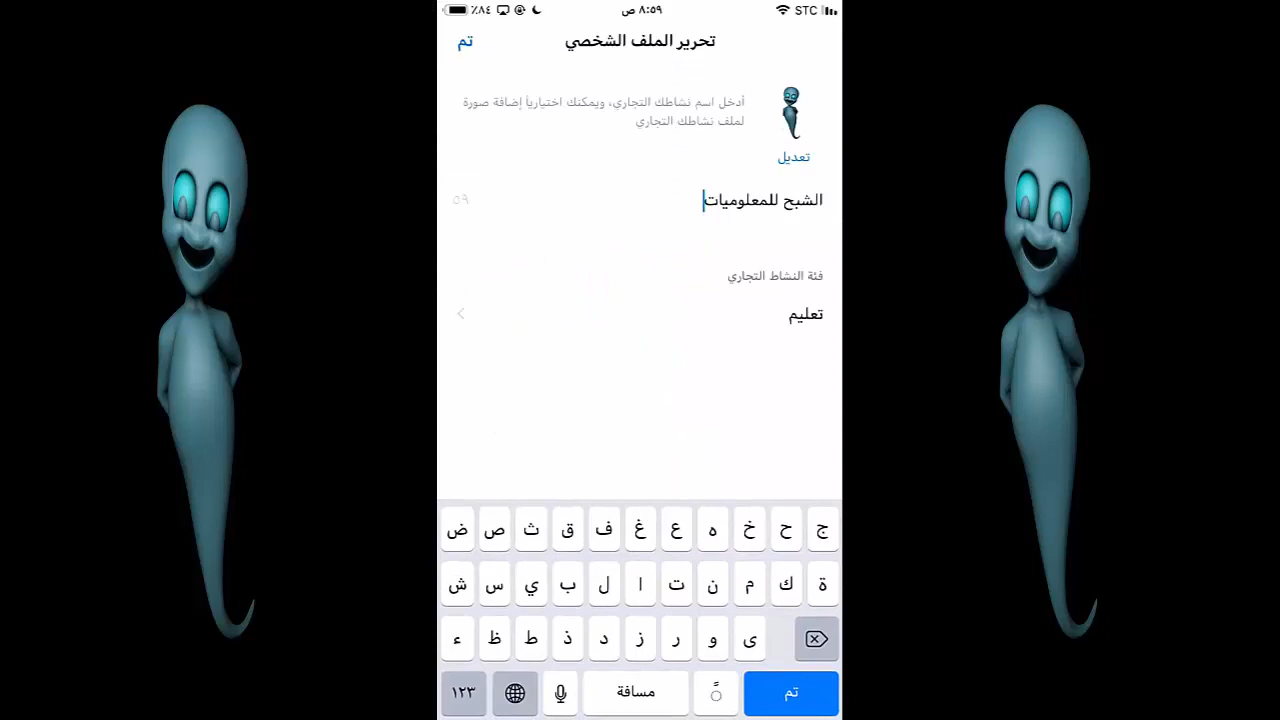 ٪٨٤ ٨:٥٩ ص STC
تحرير الملف الشخصي
تم
أدخل اسم نشاطك التجاري، ويمكنك اختيارياً إضافة صورة
لملف نشاطك التجاري
تعديل
الشبح للمعلوميات
٥٩
فئة النشاط التجاري
تعليم
ج ح خ ه ع غ ف ق ث ص ض
ة ك م ن ت ا ل ب ي س ش
ى و ر ز د ذ ط ظ ء
تم مسافة ١٢٣